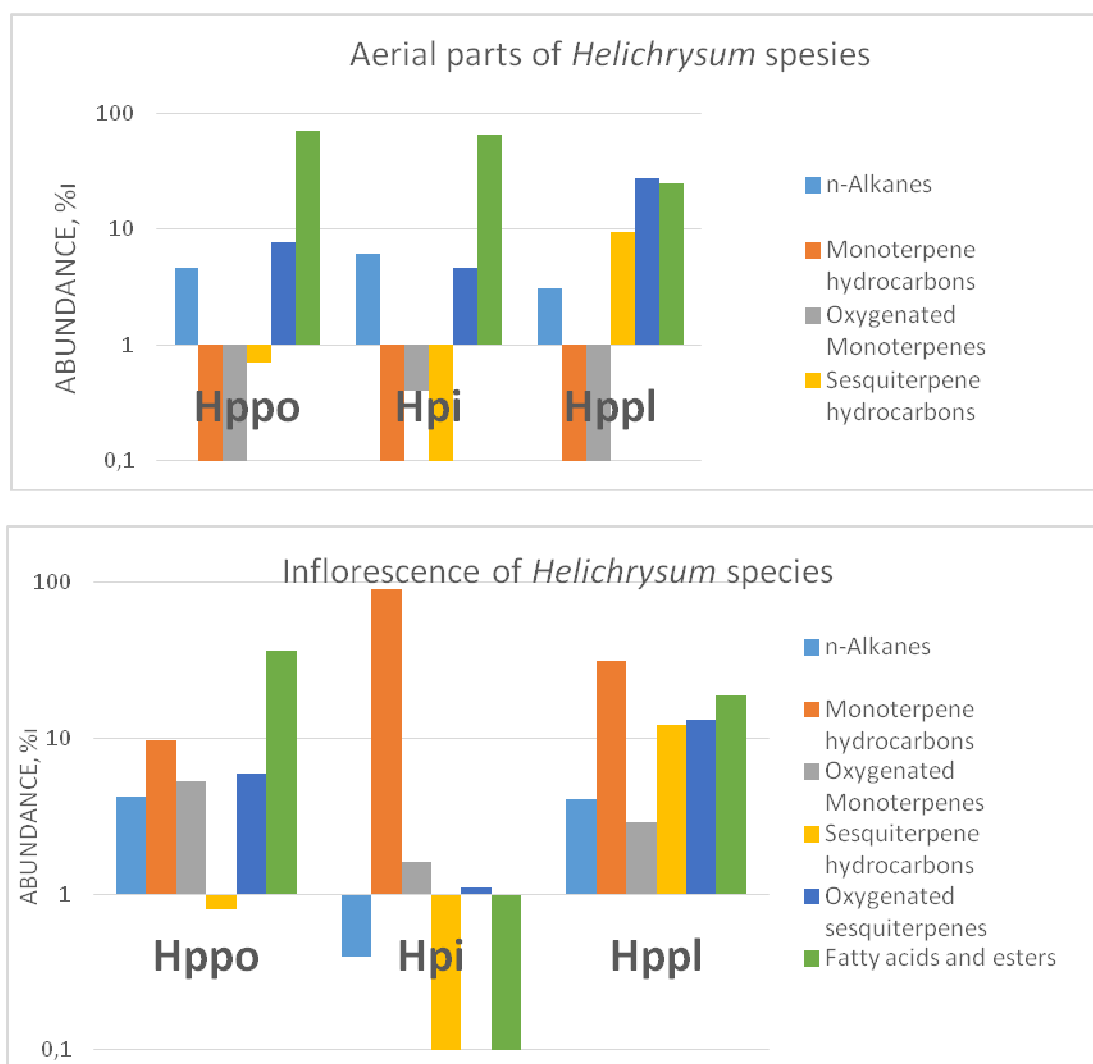 Aerial parts of Helichrysum spesies
100
10
1
0,1
ABUNDANCE, %
Hppo
Hpi
Hppl
n-Alkanes
Monoterpene
hydrocarbons
Oxygenated
Monoterpenes
Sesquiterpene
hydrocarbons
Inflorescence of Helichrysum species
100
10
1
0,1
ABUNDANCE, %
Hppo
Hpi
Hppl
n-Alkanes
Monoterpene
hydrocarbons
Oxygenated
Monoterpenes
Sesquiterpene
hydrocarbons
Oxygenated
sesquiterpenes
Fatty acids and esters